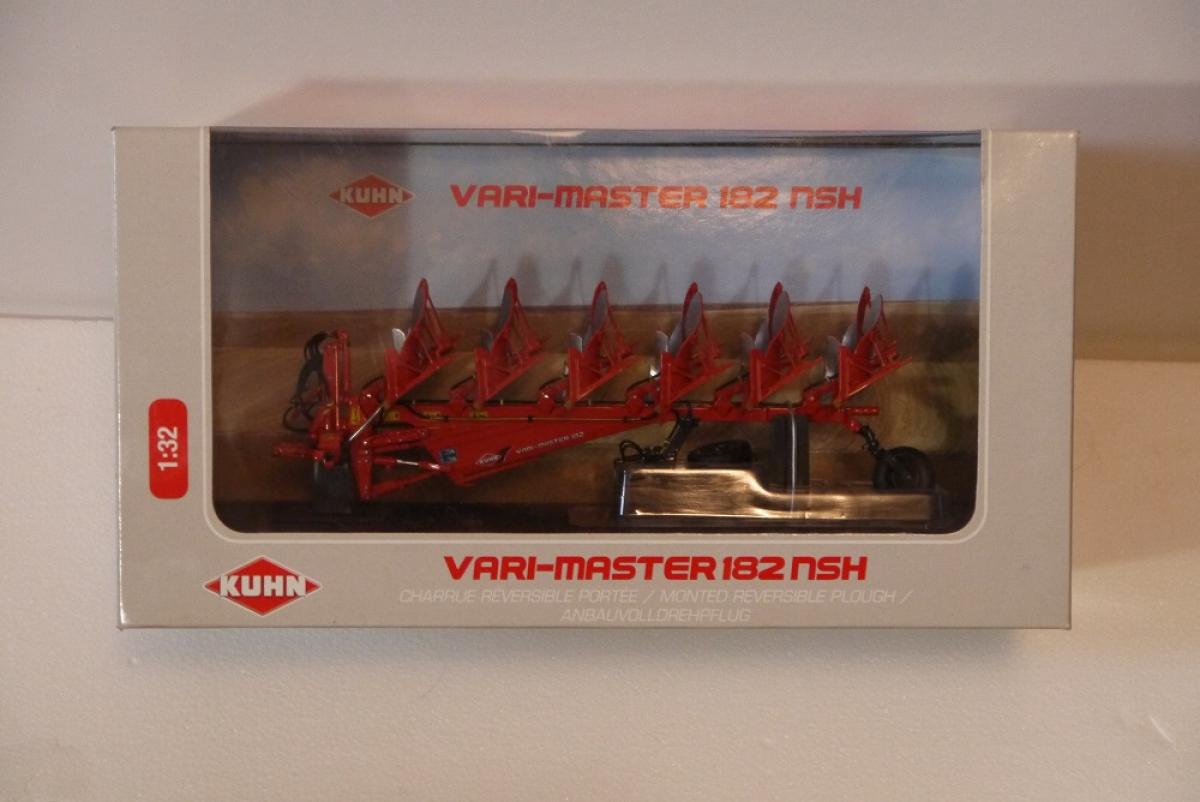 KUHN VARI-MASTER 182 NSH
KUHN VARI-MASTER 182
1:32
KUHN VARI-MASTER 182 NSH
CHARRUE RÉVERSIBLE PORTÉE / MONTED REVERSIBLE PLOUGH /
ANBAUVOLLDREHPFLUG